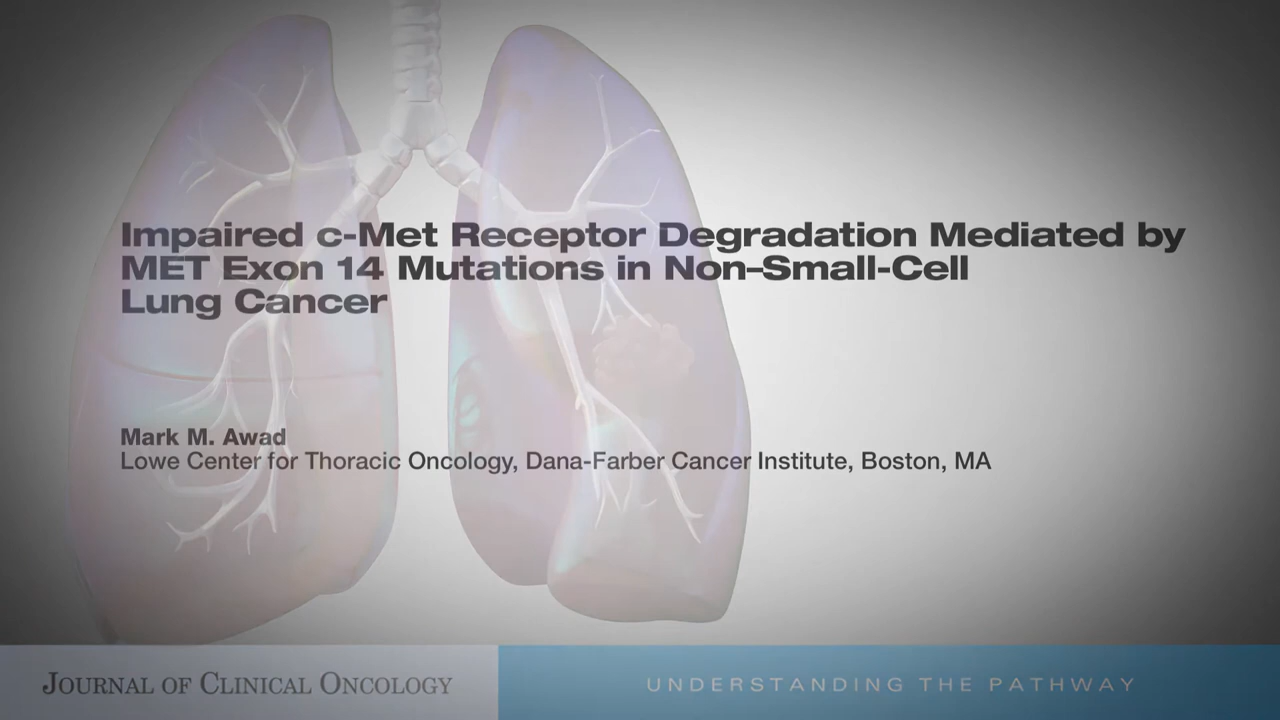 Impaired c-Met Receptor Degradation Mediated by
MET Exon 14 Mutations in Non–Small-Cell
Lung Cancer
Mark M. Awad
Lowe Center for Thoracic Oncology, Dana-Farber Cancer Institute, Boston, MA
JOURNAL OF CLINICAL ONCOLOGY
UNDERSTANDING THE PATHWAY